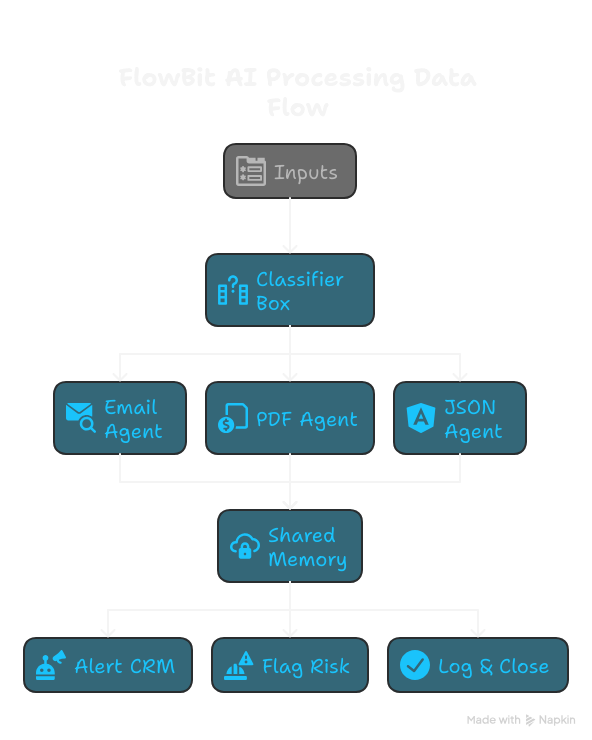 FlowBit AI Processing Data
Flow
Inputs
Classifier
Box
Email
Agent
PDF Agent
JSON
Agent
Shared
Memory
Alert CRM
Flag Risk
Log & Close
Made with Napkin